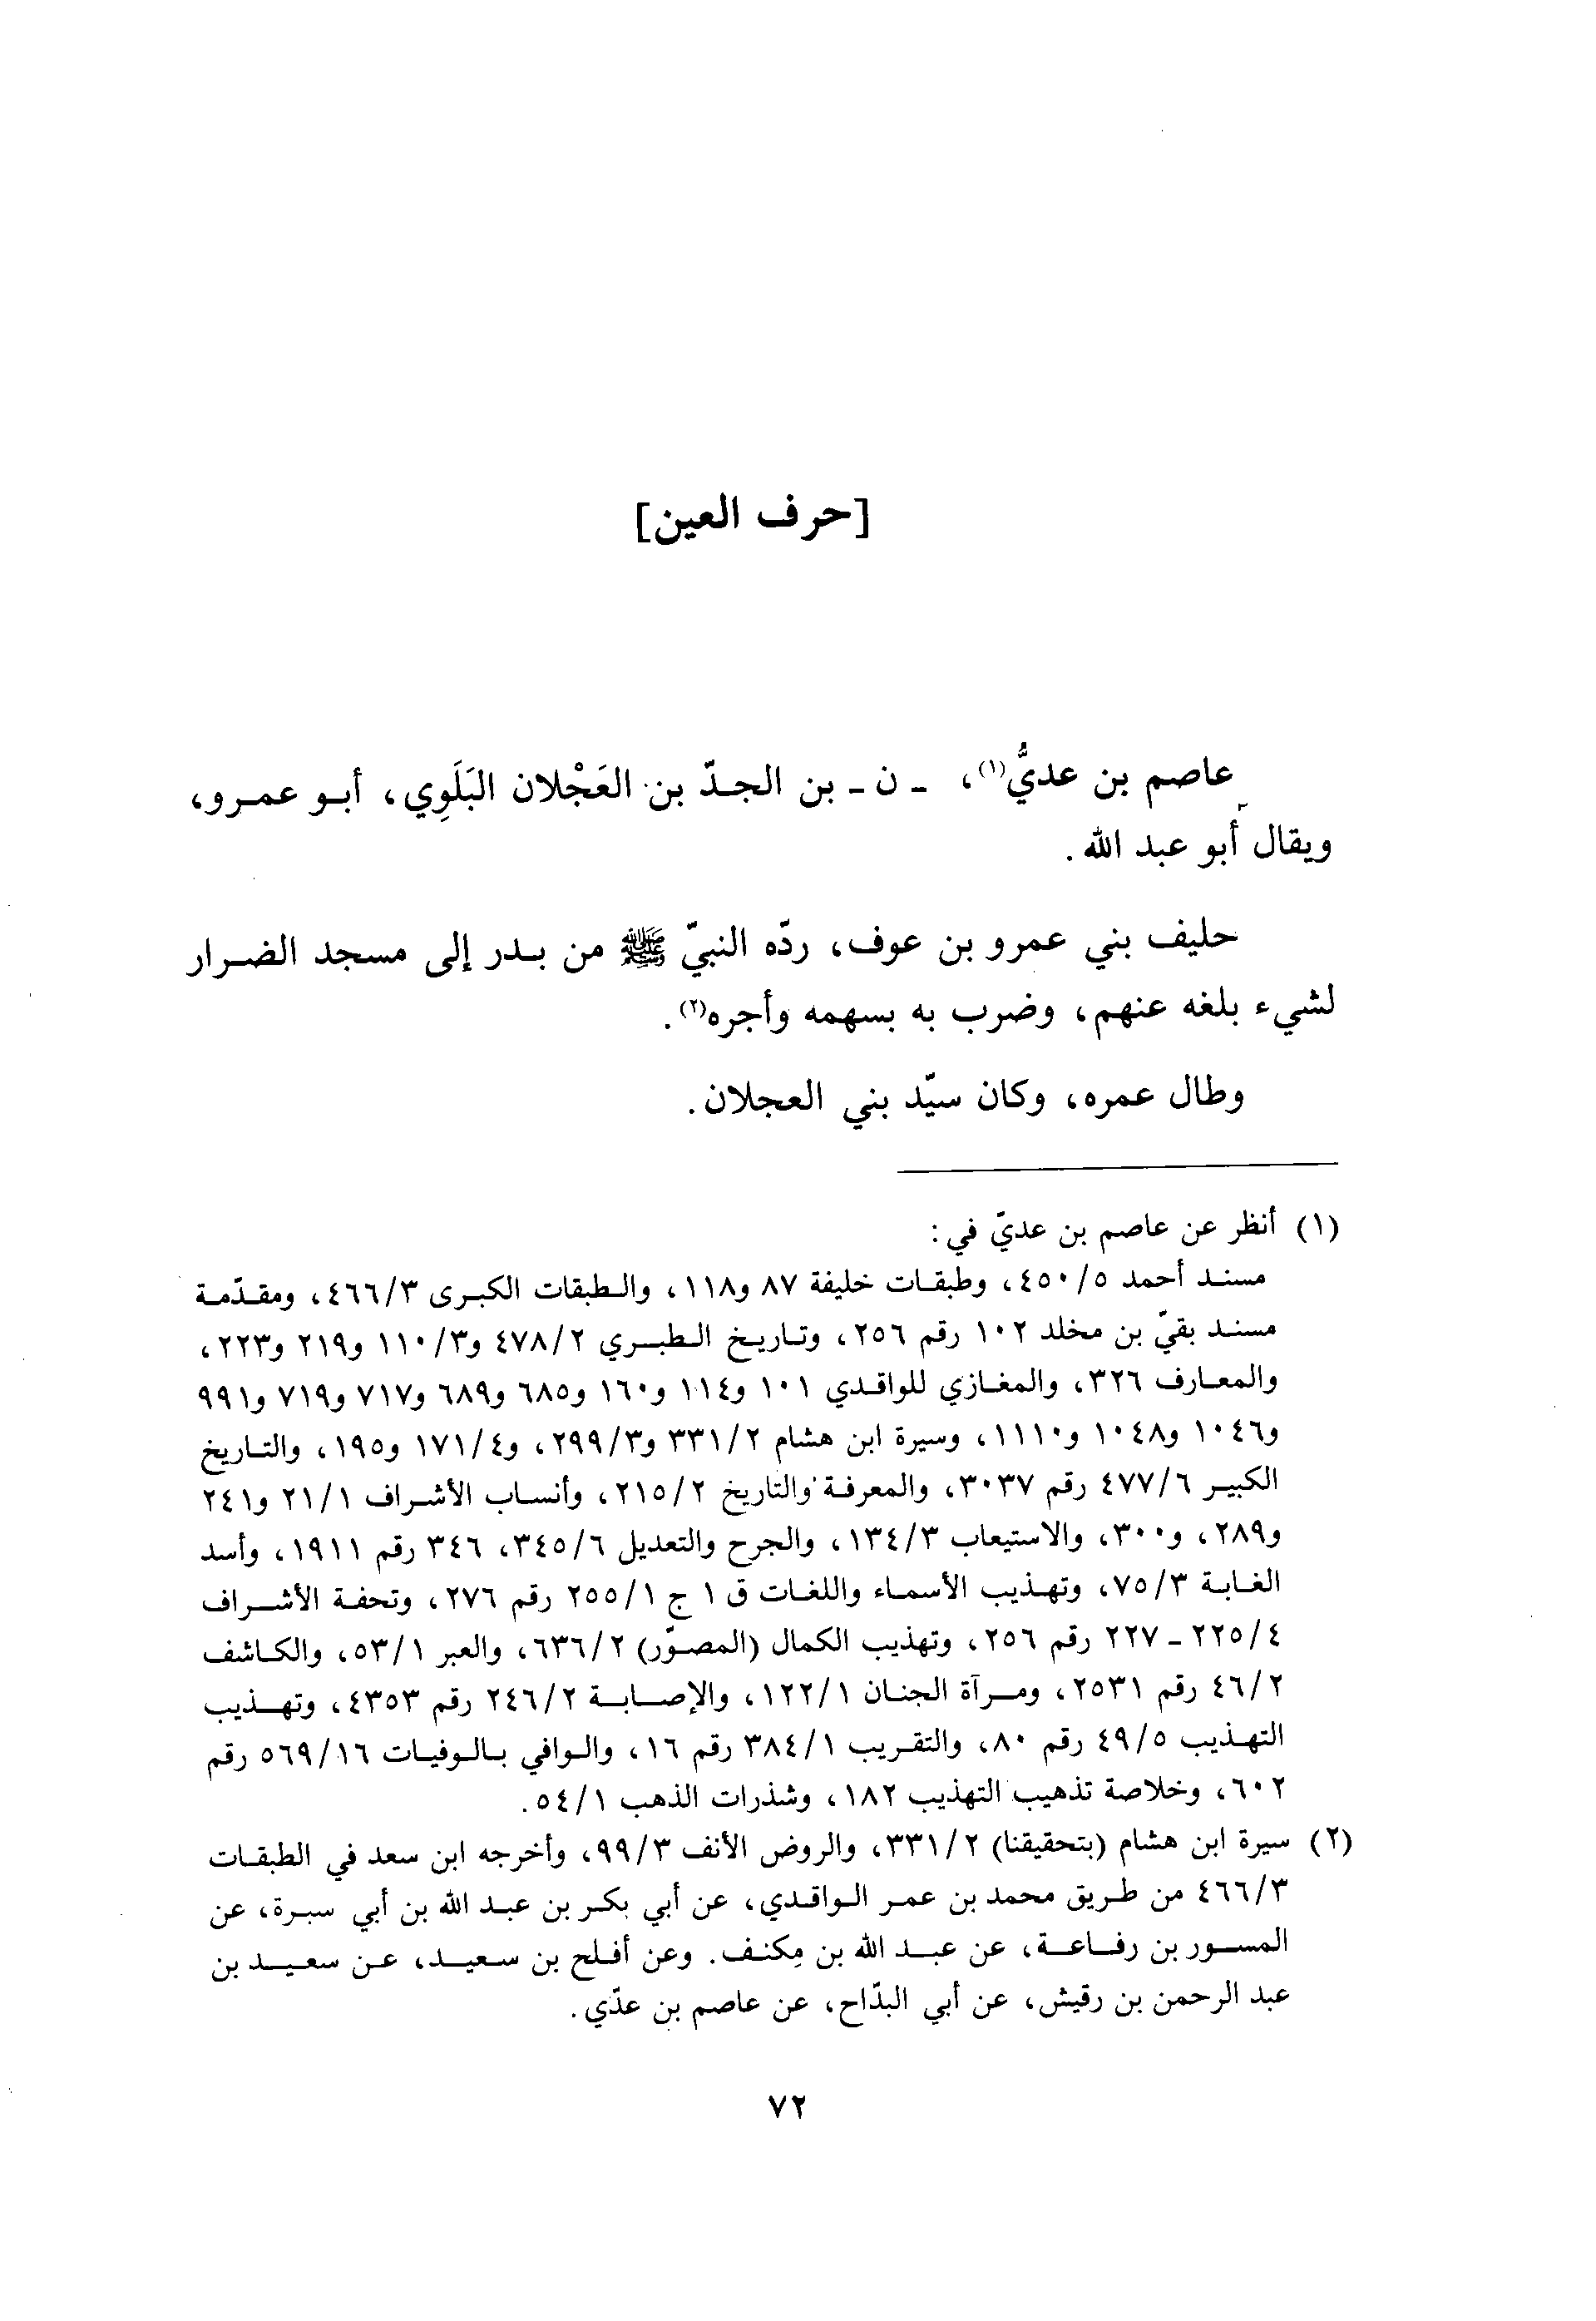 [حرف العين]
عاصم بن عديٍّ(١)، ـ ن ـ بن الجدّ بن العَجْلان البَلَوِي، أبو عمرو،
ويقال أبو عبد الله.
حليف بني عمرو بن عوف، ردّه النبيّ ﷺ من بدر إلى مسجد الضرار
لشيء بلغه عنهم، وضرب به بسهمه وأجره(٢).
وطال عمره، وكان سيّد بني العجلان.
(١) أنظر عن عاصم بن عديّ في:
مسند أحمد ٤٥٠/٥، وطبقات خليفة ٨٧ و١١٨، والطبقات الكبرى ٤٦٦/٣، ومقدّمة
مسند بقيّ بن مخلد ١٠٢ رقم ٢٥٦، وتاريخ الطبري ٤٧٨/٢ و١١٠/٣ و٢١٩ و٢٢٣،
والمعارف ٣٢٦، والمغازي للواقدي ١٠١ و١١٤ و١٦٠ و٦٨٥ و٦٨٩ و٧١٧ و٧١٩ و٩٩١
و١٠٤٦ و١٠٤٨ و١١١٠، وسيرة ابن هشام ٣٣١/٢ و٢٩٩/٣، و١٧١/٤ و١٩٥، والتاريخ
الكبير ٤٧٧/٦ رقم ٣٠٣٧، والمعرفة والتاريخ ٢١٥/٢، وأنساب الأشراف ٢١/١ و٢٤١
و٢٨٩، و٣٠٠، والاستيعاب ١٣٤/٣، والجرح والتعديل ٣٤٥/٦، ٣٤٦ رقم ١٩١١، وأسد
الغابة ٧٥/٣، وتهذيب الأسماء واللغات ق ١ ج ٢٥٥/١ رقم ٢٧٦، وتحفة الأشراف
٢٢٥/٤ ـ ٢٢٧ رقم ٢٥٦، وتهذيب الكمال (المصوّر) ٦٣٦/٢، والعبر ٥٣/١، والكاشف
٤٦/٢ رقم ٢٥٣١، ومرآة الجنان ١٢٢/١، والإصابة ٢٤٦/٢ رقم ٤٣٥٣، وتهذيب
التهذيب ٤٩/٥ رقم ٨٠، والتقريب ٣٨٤/١ رقم ١٦، والوافي بالوفيات ٥٦٩/١٦ رقم
٦٠٢، وخلاصة تذهيب التهذيب ١٨٢، وشذرات الذهب ٥٤/١.
(٢) سيرة ابن هشام (بتحقيقنا) ٣٣١/٢، والروض الأنف ٩٩/٣، وأخرجه ابن سعد في الطبقات
٤٦٦/٣ من طريق محمد بن عمر الواقدي، عن أبي بكر بن عبد الله بن أبي سبرة، عن
المسور بن رفاعة، عن عبد الله بن مِكنف. وعن أفلح بن سعيد، عن سعيد بن
عبد الرحمن بن رقيش، عن أبي البدّاح، عن عاصم بن عدّي.
٧٢